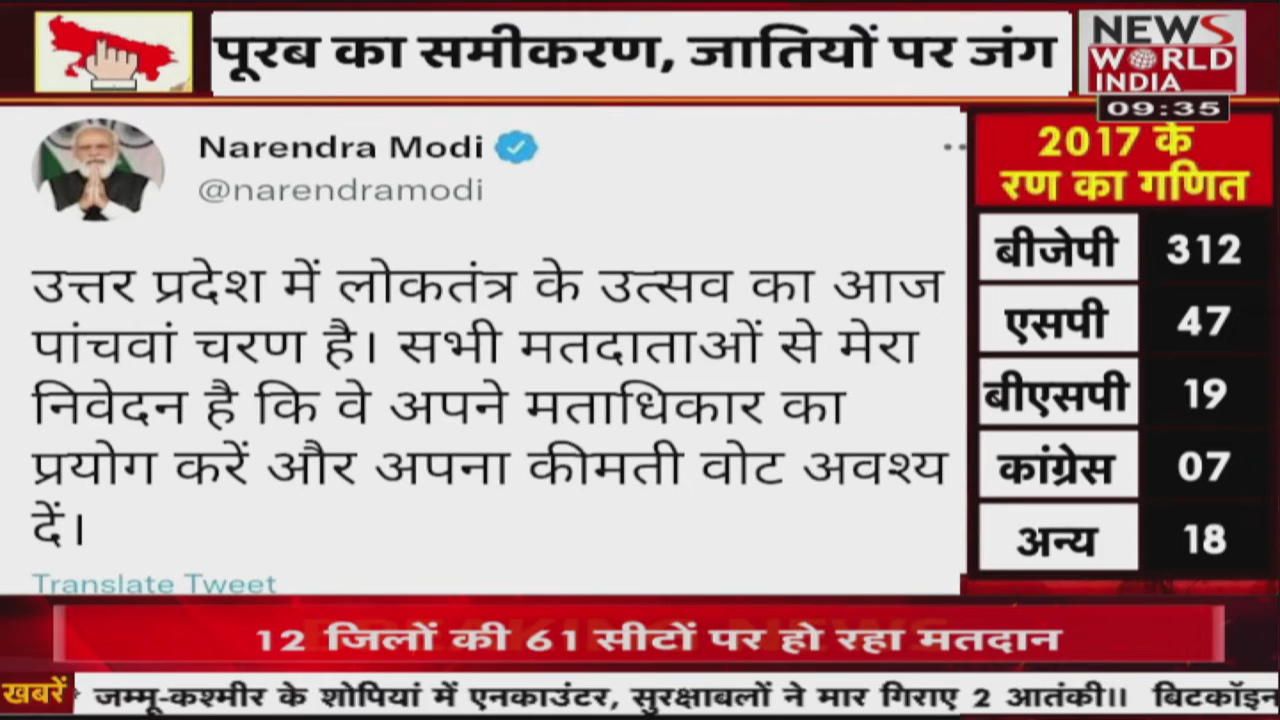 पूरब का समीकरण, जातियों पर जंग
NEWS
WORLD
INDIA
09:35
Narendra Modi
@narendramodi
उत्तर प्रदेश में लोकतंत्र के उत्सव का आज
पांचवां चरण है। सभी मतदाताओं से मेरा
निवेदन है कि वे अपने मताधिकार का
प्रयोग करें और अपना कीमती वोट अवश्य
दें।
Translate Tweet
2017 के
रण का गणित
बीजेपी 312
एसपी 47
बीएसपी 19
कांग्रेस 07
अन्य 18
12 जिलों की 61 सीटों पर हो रहा मतदान
खबरें जम्मू-कश्मीर के शोपियां में एनकाउंटर, सुरक्षाबलों ने मार गिराए 2 आतंकी।। बिटकॉइन